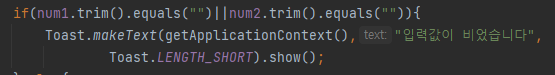 if(num1.trim().equals("")||num2.trim().equals("")){
Toast.makeText(getApplicationContext(), text: "입력값이 비었습니다",
Toast.LENGTH_SHORT).show();